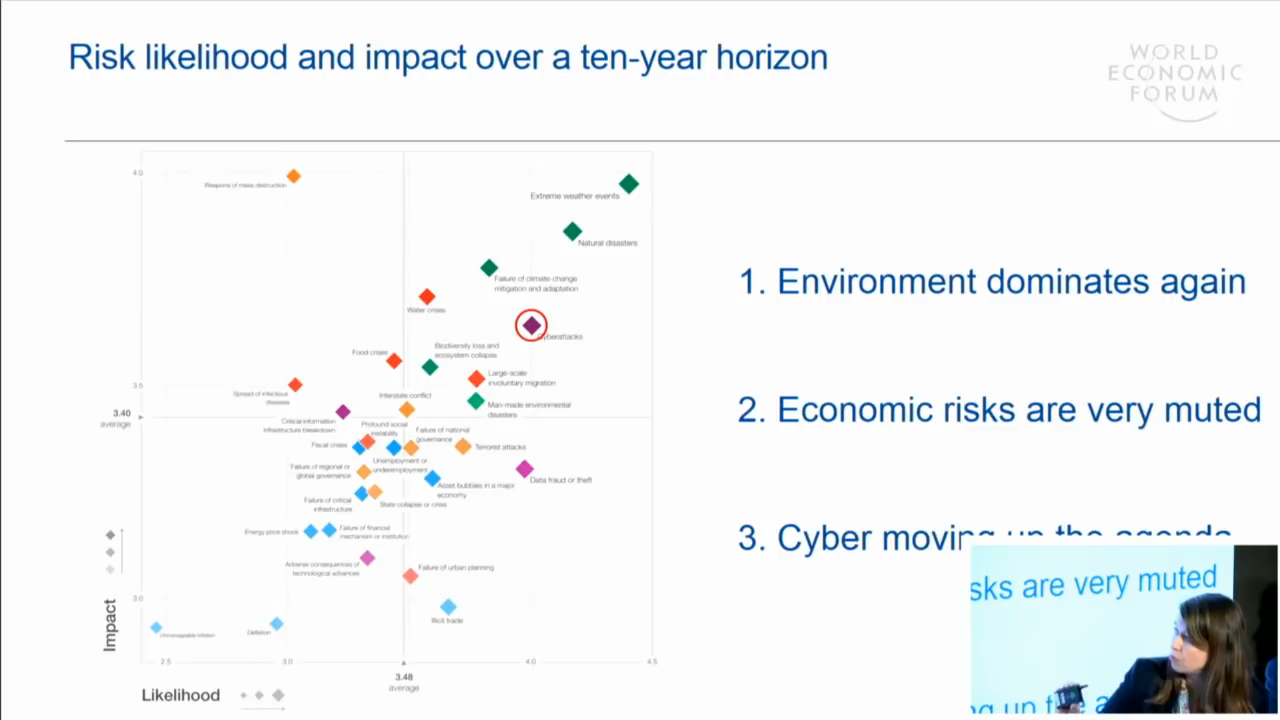 Risk likelihood and impact over a ten-year horizon
WORLD
ECONOMIC
FORUM
4.0
Weapons of mass destruction
Extreme weather events
Natural disasters
Failure of climate change
mitigation and adaptation
Water crises
Cyberattacks
Biodiversity loss and
ecosystem collapse
Food crises
Large-scale
involuntary migration
3.5
Spread of infectious
diseases
Interstate conflict
Man-made environmental
disasters
3.40
average
Critical information
infrastructure breakdown
Profound social
instability
Failure of national
governance
Fiscal crises
Terrorist attacks
Unemployment or
underemployment
Failure of regional or
global governance
Data fraud or theft
Asset bubbles in a major
economy
Failure of critical
infrastructure
State collapse or crisis
Energy price shock
Failure of financial
mechanism or institution
Adverse consequences of
technological advances
Failure of urban planning
3.0
Illicit trade
Unmanageable inflation
Deflation
Impact
2.5
3.0
4.0
4.5
3.48
average
Likelihood
1. Environment dominates again
2. Economic risks are very muted
3. Cyber moving up the agenda
sks are very muted
ng up the a